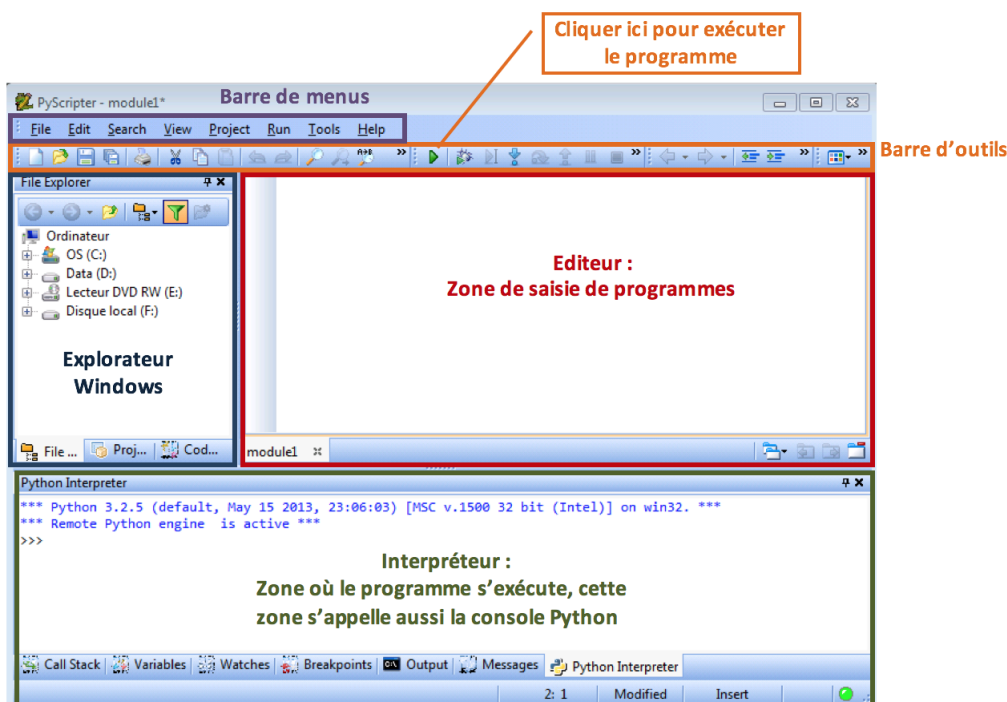 Cliquer ici pour exécuter
le programme
PyScripter - module1*
Barre de menus
File Edit Search View Project Run Tools Help
Barre d'outils
File Explorer
Ordinateur
OS (C:)
Data (D:)
Lecteur DVD RW (E:)
Disque local (F:)
Explorateur
Windows
File ... Proj... Cod...
Editeur :
Zone de saisie de programmes
module1
Python Interpreter
*** Python 3.2.5 (default, May 15 2013, 23:06:03) [MSC v.1500 32 bit (Intel)] on win32. ***
*** Remote Python engine is active ***
>>>
Interpréteur :
Zone où le programme s'exécute, cette
zone s'appelle aussi la console Python
Call Stack Variables Watches Breakpoints Output Messages Python Interpreter
2: 1 Modified Insert